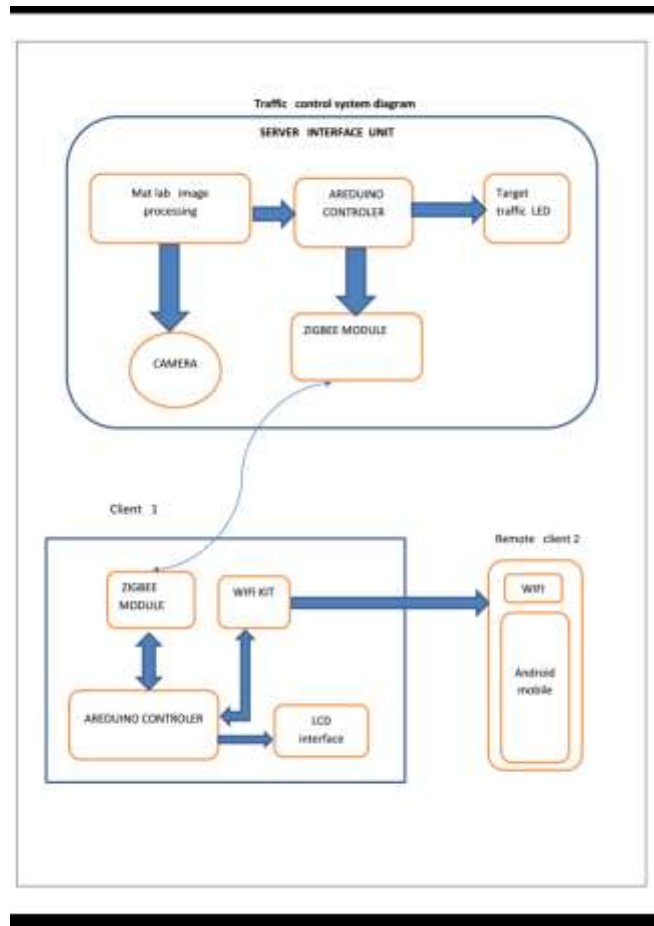 Traffic control system diagram
SERVER INTERFACE UNIT
Mat lab image
processing
AREDUINO
CONTROLER
Target
traffic LED
CAMERA
ZIGBEE MODULE
Client 1
Remote client 2
ZIGBEE
MODULE
WIFI KIT
WIFI
Android
mobile
AREDUINO CONTROLER
LCD
interface